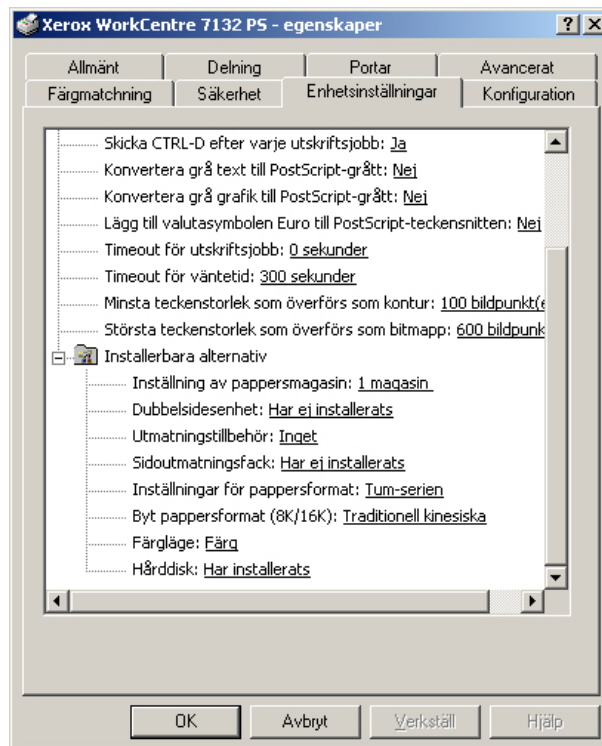 Xerox WorkCentre 7132 PS - egenskaper
Allmänt Delning Portar Avancerat
Färgmatchning Säkerhet Enhetsinställningar Konfiguration
Skicka CTRL-D efter varje utskriftsjobb: Ja
Konvertera grå text till PostScript-grått: Nej
Konvertera grå grafik till PostScript-grått: Nej
Lägg till valutasymbolen Euro till PostScript-teckensnitten: Nej
Timeout för utskriftsjobb: 0 sekunder
Timeout för väntetid: 300 sekunder
Minsta teckenstorlek som överförs som kontur: 100 bildpunkt(e
Största teckenstorlek som överförs som bitmapp: 600 bildpunk
Installerbara alternativ
Inställning av pappersmagasin: 1 magasin
Dubbelsidesenhet: Har ej installerats
Utmatningstillbehör: Inget
Sidoutmatningsfack: Har ej installerats
Inställningar för pappersformat: Tum-serien
Byt pappersformat (8K/16K): Traditionell kinesiska
Färgläge: Färg
Hårddisk: Har installerats
OK Avbryt Verkställ Hjälp